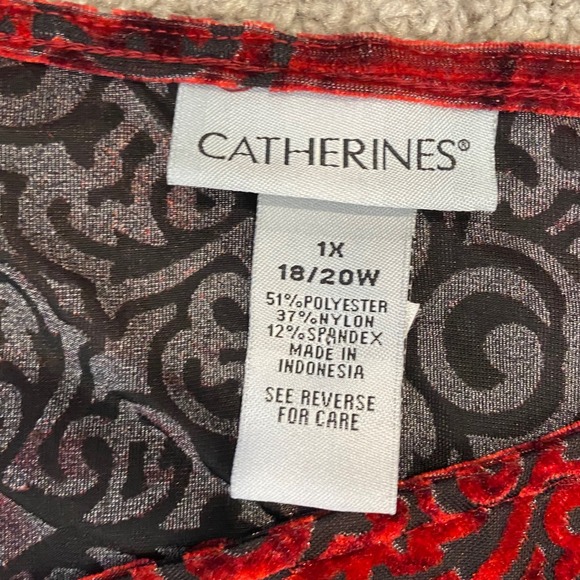 CATHERINES®
1X
18/20W
51%POLYESTER
37%NYLON
12%SPANDEX
MADE IN
INDONESIA
SEE REVERSE
FOR CARE